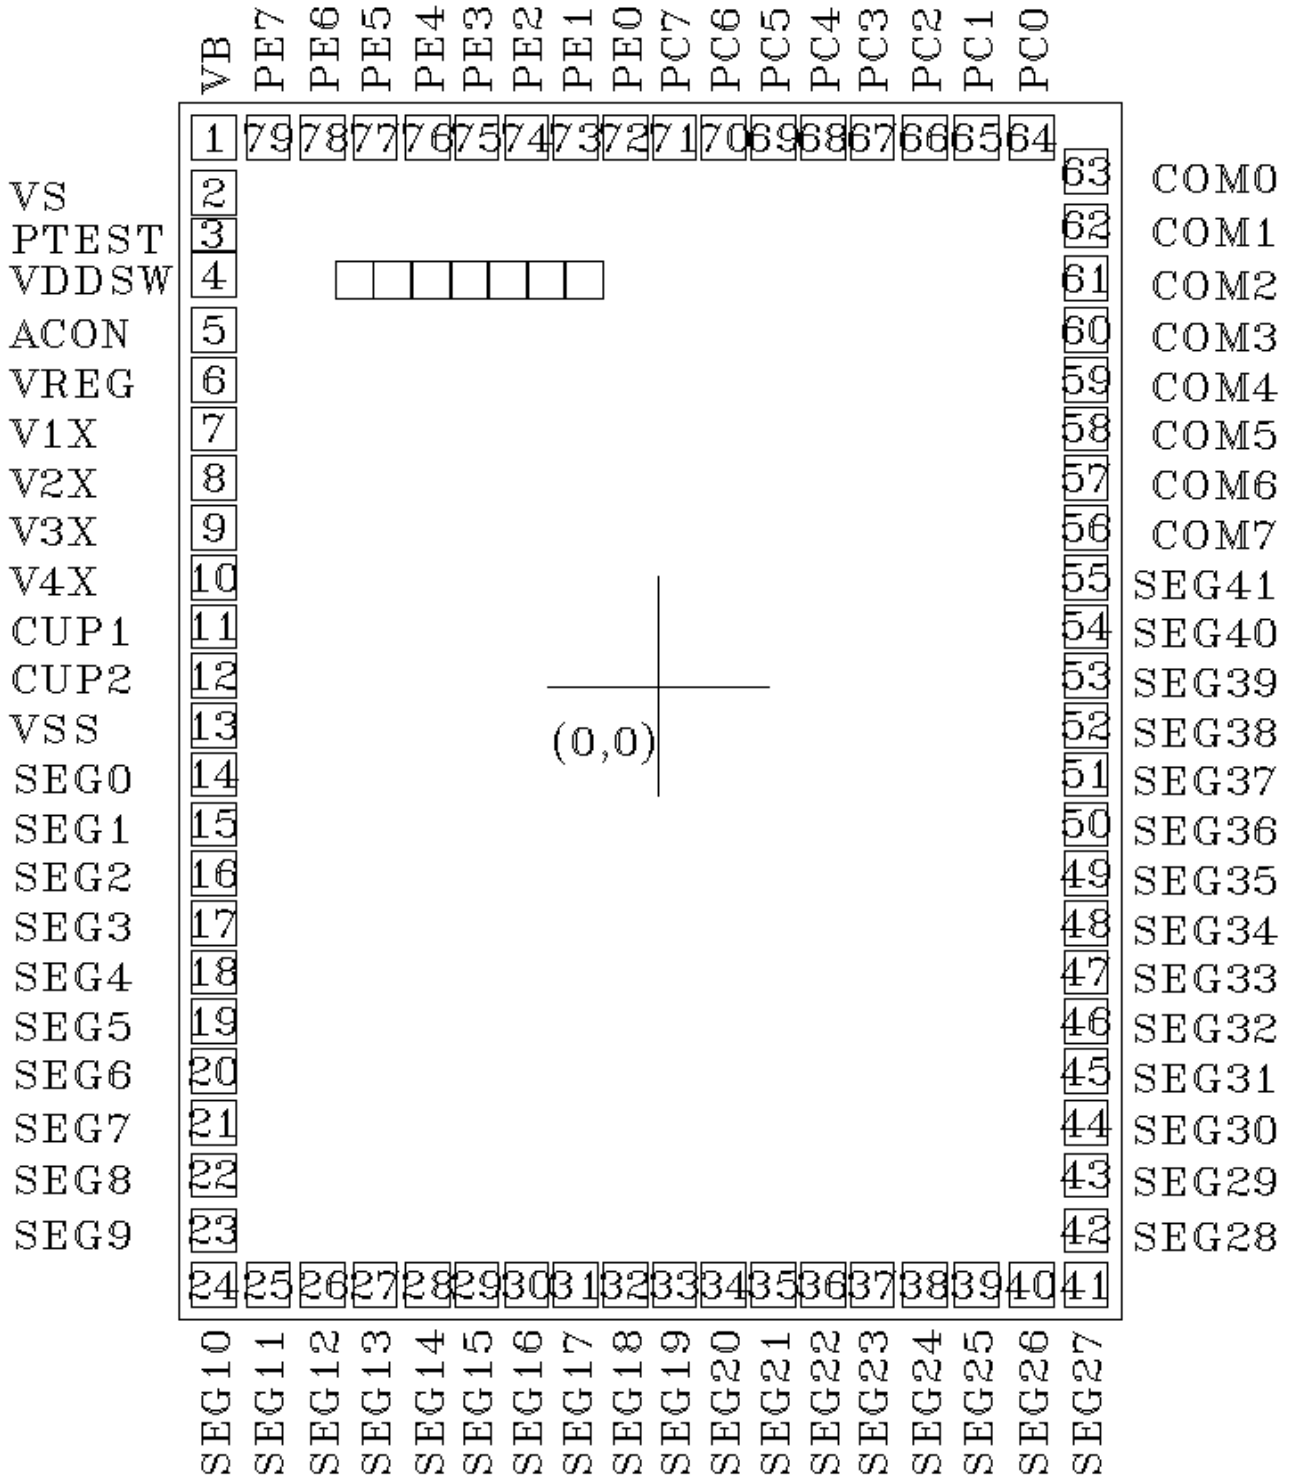 VB PE7 PE6 PE5 PE4 PE3 PE2 PE1 PE0 PC7 PC6 PC5 PC4 PC3 PC2 PC1 PC0
1 79 78 77 76 75 74 73 72 71 70 69 68 67 66 65 64
63 COM0
VS 2
62 COM1
PTEST 3
VDDSW 4 61 COM2
ACON 5 60 COM3
VREG 6 59 COM4
V1X 7 58 COM5
V2X 8 57 COM6
V3X 9 56 COM7
V4X 10 55 SEG41
CUP1 11 54 SEG40
CUP2 12 53 SEG39
VSS 13 52 SEG38
(0,0)
SEG0 14 51 SEG37
SEG1 15 50 SEG36
SEG2 16 49 SEG35
SEG3 17 48 SEG34
SEG4 18 47 SEG33
SEG5 19 46 SEG32
SEG6 20 45 SEG31
SEG7 21 44 SEG30
SEG8 22 43 SEG29
SEG9 23 42 SEG28
24 25 26 27 28 29 30 31 32 33 34 35 36 37 38 39 40 41
SEG10 SEG11 SEG12 SEG13 SEG14 SEG15 SEG16 SEG17 SEG18 SEG19 SEG20 SEG21 SEG22 SEG23 SEG24 SEG25 SEG26 SEG27